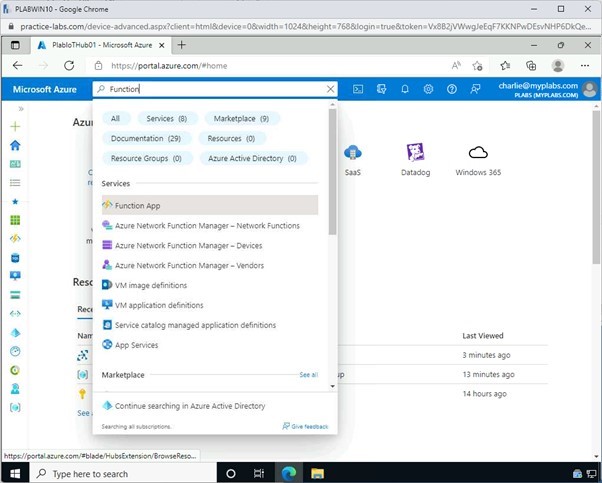 PLABWIN10 - Google Chrome
practice-labs.com/device-advanced.aspx?client=html&device=0&width=1024&height=768&login=true&token=Vx8B2jVWwgJeEqF7KKNPwDEsvNHP6DkQe...
PlabIoTHub01 - Microsoft Azure
https://portal.azure.com/#home
Microsoft Azure
Function
charlie@myplabs.com
PLABS (MYPLABS.COM)
All Services (8) Marketplace (9)
Documentation (29) Resources (0)
Resource Groups (0) Azure Active Directory (0)
Azu
SaaS Datadog Windows 365
Services
Function App
Azure Network Function Manager – Network Functions
Azure Network Function Manager – Devices
Azure Network Function Manager – Vendors
VM image definitions
VM application definitions
Service catalog managed application definitions
App Services
Reso
Rece
Nam
Last Viewed
3 minutes ago
up 13 minutes ago
14 hours ago
See a
Marketplace See all
Continue searching in Azure Active Directory
Searching all subscriptions. Give feedback
https://portal.azure.com/#blade/HubsExtension/BrowseReso...
Type here to search